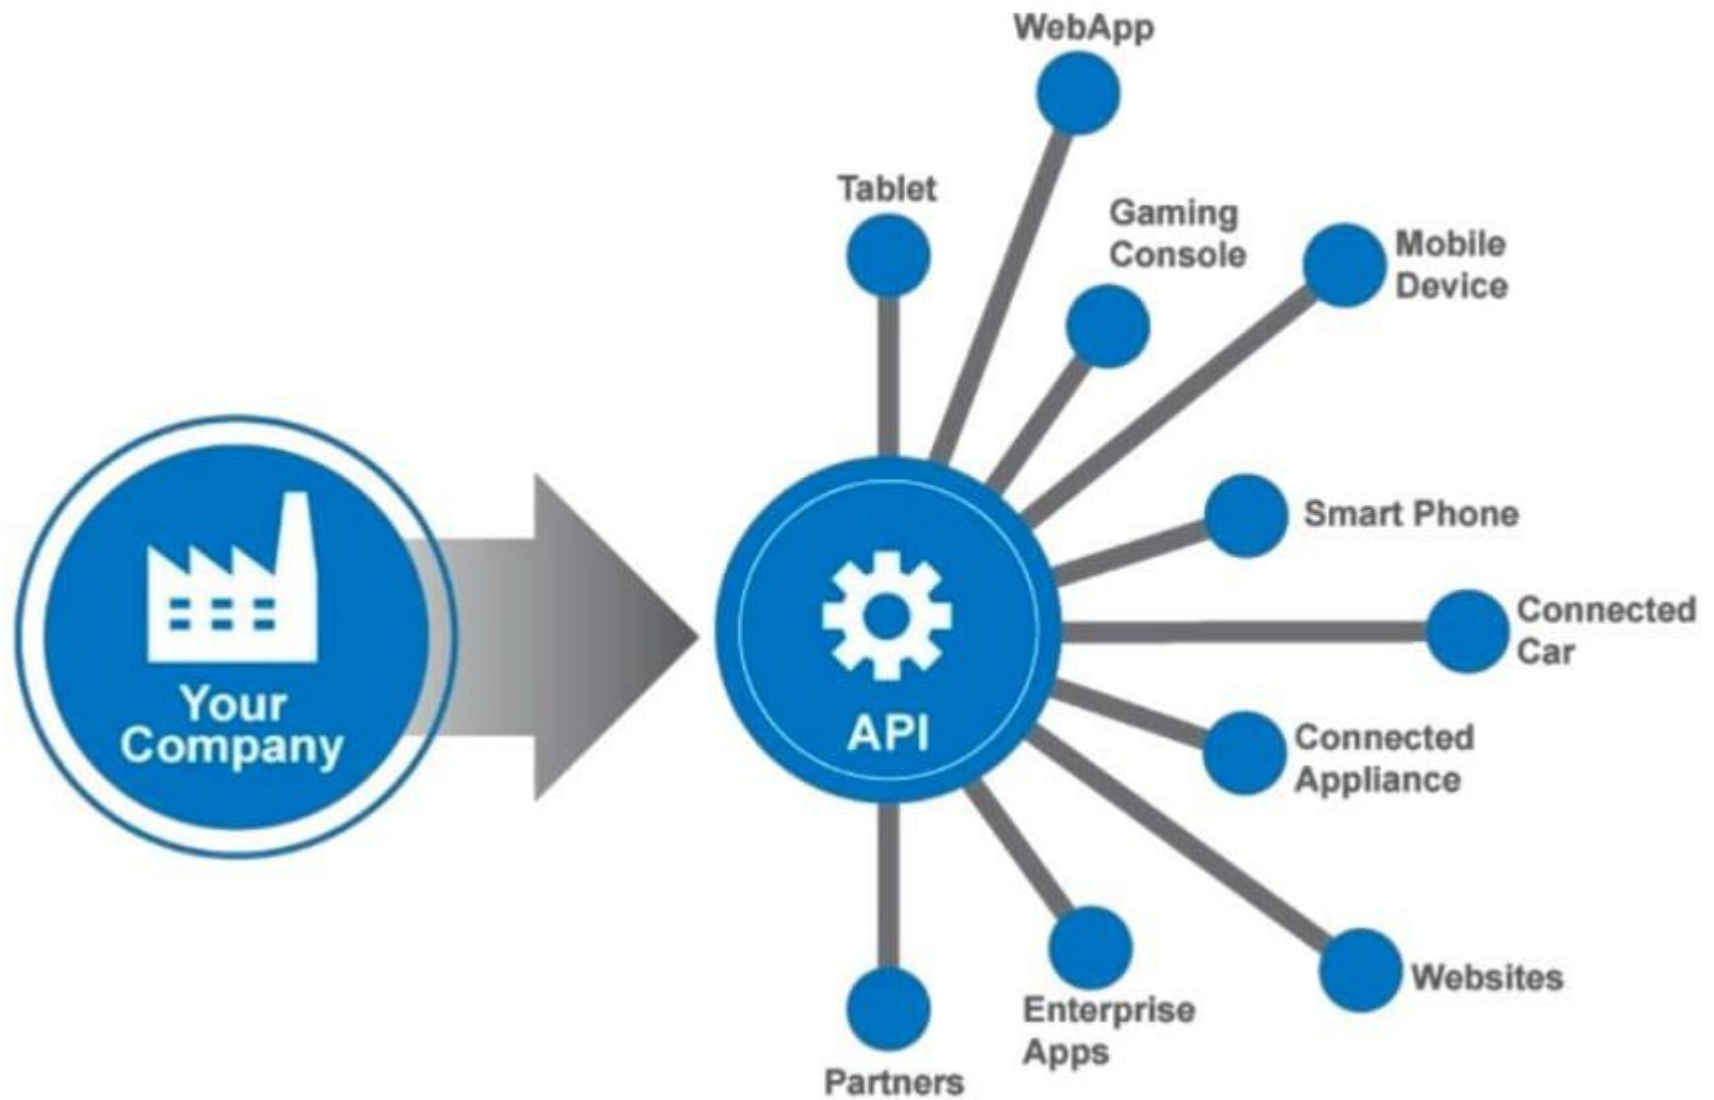 WebApp
Tablet
Gaming
Console
Mobile
Device
Smart Phone
Connected
Car
Your
Company
API
Connected
Appliance
Websites
Enterprise
Apps
Partners